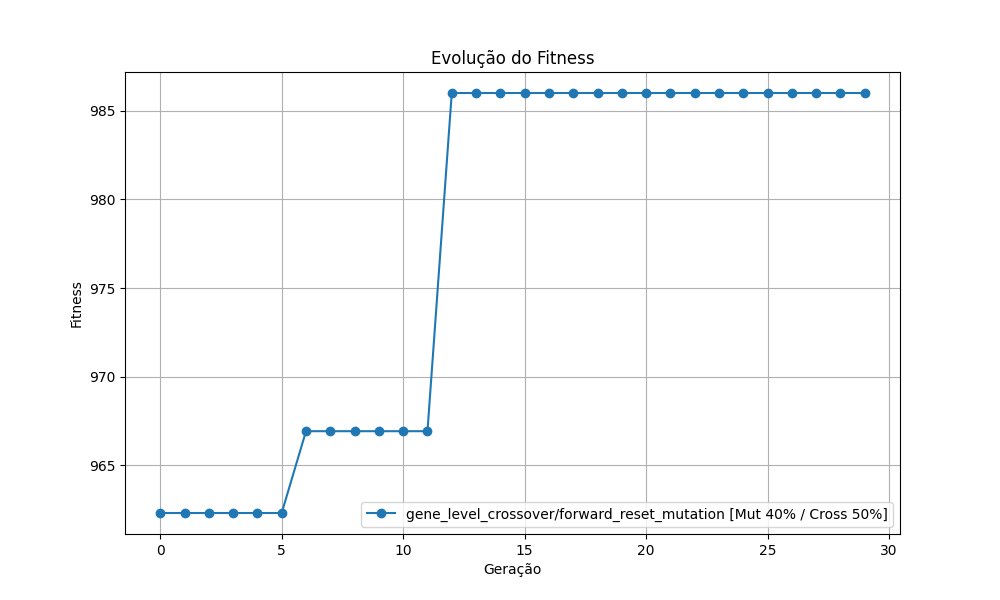 Evolução do Fitness
Fitness
985
980
975
970
965
0 5 10 15 20 25 30
Geração
gene_level_crossover/forward_reset_mutation [Mut 40% / Cross 50%]